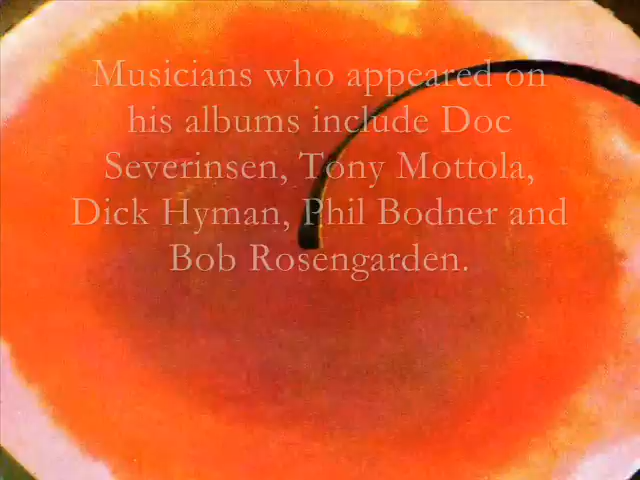 Musicians who appeared on
his albums include Doc
Severinsen, Tony Mottola,
Dick Hyman, Phil Bodner and
Bob Rosengarden.